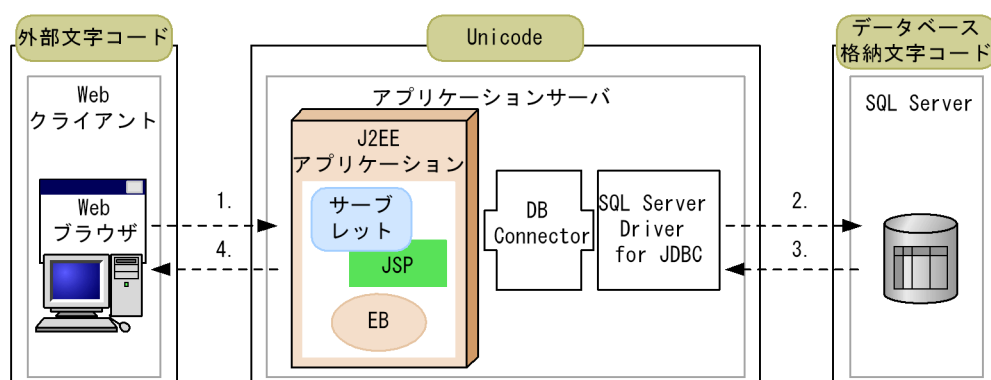 外部文字コード
Unicode
データベース
格納文字コード
Web
クライアント
アプリケーションサーバ
SQL Server
J2EE
アプリケーション
サーブ
レット
JSP
EB
DB
Connector
SQL Server
Driver
for JDBC
Web
ブラウザ
1.
4.
2.
3.